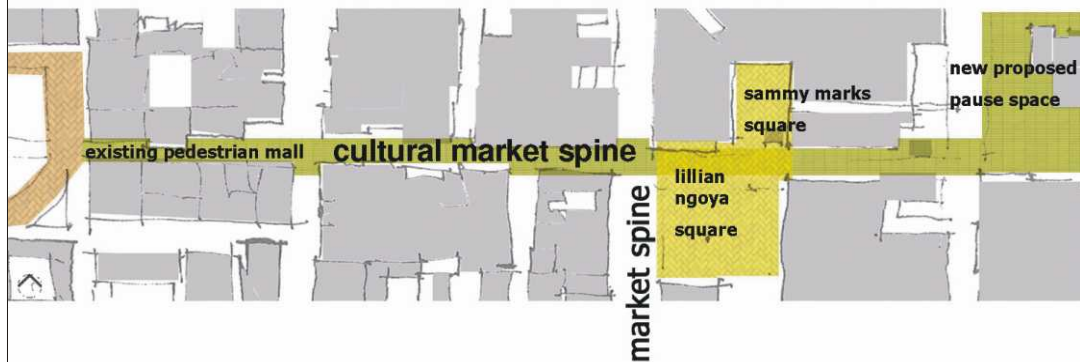 existing pedestrian mall
cultural market spine
market spine
sammy marks
square
lillian
ngoya
square
new proposed
pause space